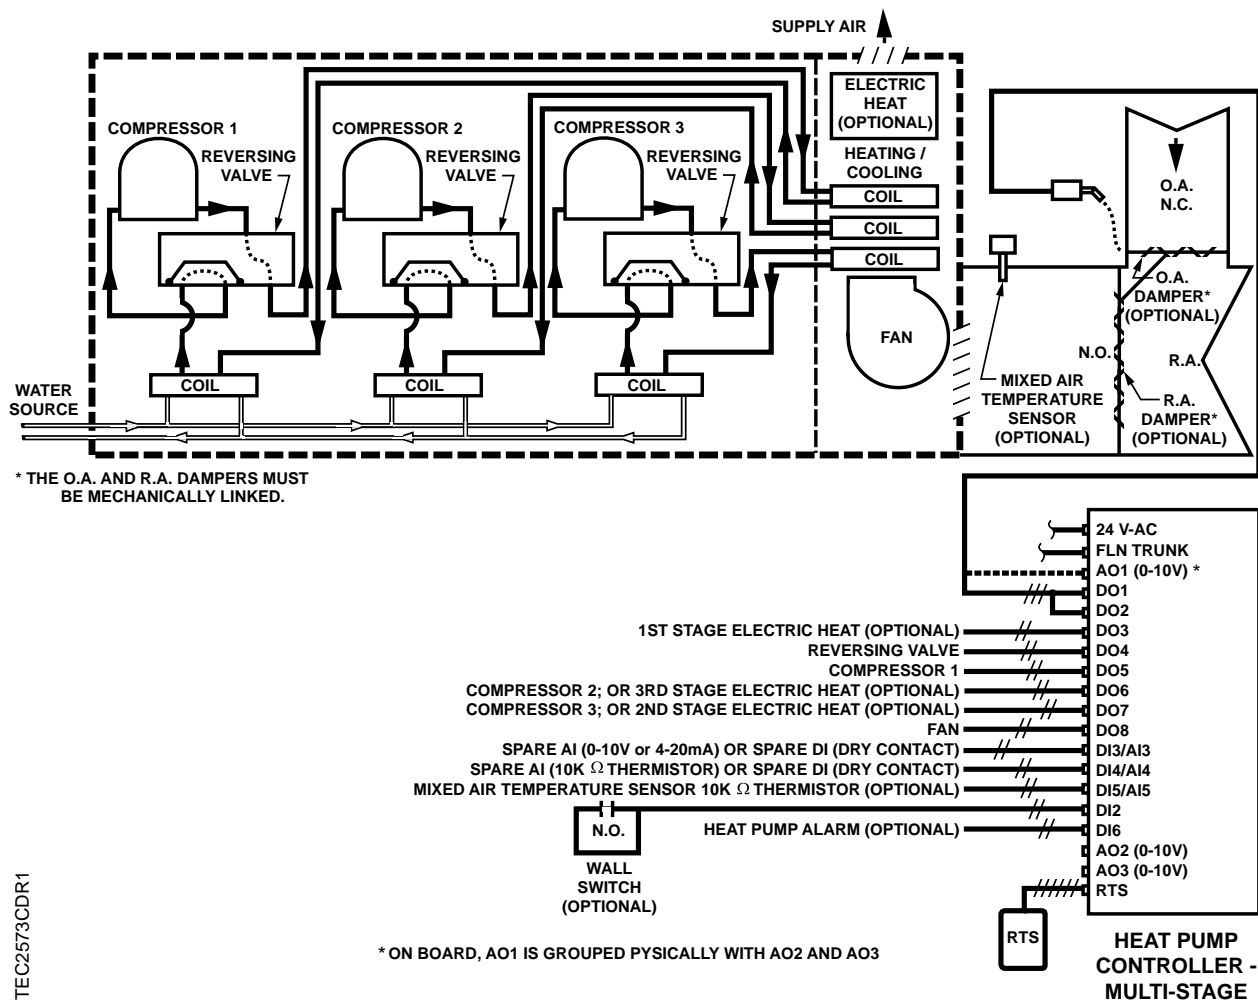 SUPPLY AIR
ELECTRIC
HEAT
(OPTIONAL)
COMPRESSOR 1
COMPRESSOR 2
COMPRESSOR 3
REVERSING
VALVE
REVERSING
VALVE
REVERSING
VALVE
HEATING /
COOLING
COIL
COIL
COIL
O.A.
N.C.
O.A.
DAMPER*
(OPTIONAL)
FAN
N.O.
R.A.
MIXED AIR
TEMPERATURE
SENSOR
(OPTIONAL)
R.A.
DAMPER*
(OPTIONAL)
COIL
COIL
COIL
WATER
SOURCE
* THE O.A. AND R.A. DAMPERS MUST
BE MECHANICALLY LINKED.
24 V-AC
FLN TRUNK
AO1 (0-10V) *
DO1
DO2
1ST STAGE ELECTRIC HEAT (OPTIONAL) DO3
REVERSING VALVE DO4
COMPRESSOR 1 DO5
COMPRESSOR 2; OR 3RD STAGE ELECTRIC HEAT (OPTIONAL) DO6
COMPRESSOR 3; OR 2ND STAGE ELECTRIC HEAT (OPTIONAL) DO7
FAN DO8
SPARE AI (0-10V or 4-20mA) OR SPARE DI (DRY CONTACT) DI3/AI3
SPARE AI (10K Ω THERMISTOR) OR SPARE DI (DRY CONTACT) DI4/AI4
MIXED AIR TEMPERATURE SENSOR 10K Ω THERMISTOR (OPTIONAL) DI5/AI5
DI2
N.O.
HEAT PUMP ALARM (OPTIONAL) DI6
AO2 (0-10V)
AO3 (0-10V)
RTS
WALL
SWITCH
(OPTIONAL)
RTS
* ON BOARD, AO1 IS GROUPED PYSICALLY WITH AO2 AND AO3
HEAT PUMP
CONTROLLER -
MULTI-STAGE
TEC2573CDR1